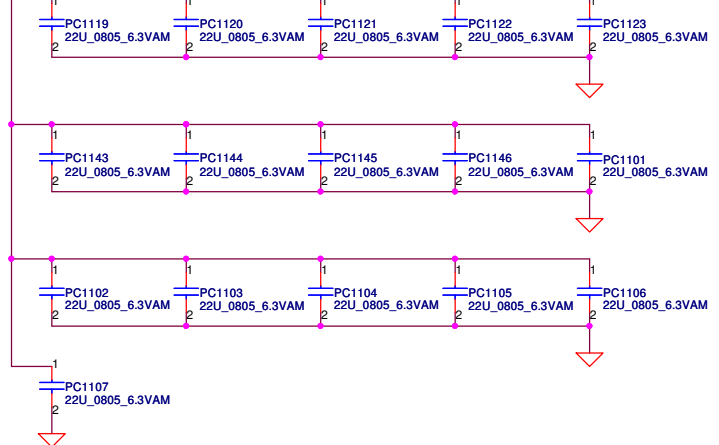 1 1 1 1 1
PC1119 PC1120 PC1121 PC1122 PC1123
22U_0805_6.3VAM 22U_0805_6.3VAM 22U_0805_6.3VAM 22U_0805_6.3VAM 22U_0805_6.3VAM
2 2 2 2 2
1 1 1 1 1
PC1143 PC1144 PC1145 PC1146 PC1101
22U_0805_6.3VAM 22U_0805_6.3VAM 22U_0805_6.3VAM 22U_0805_6.3VAM 22U_0805_6.3VAM
2 2 2 2 2
1 1 1 1 1
PC1102 PC1103 PC1104 PC1105 PC1106
22U_0805_6.3VAM 22U_0805_6.3VAM 22U_0805_6.3VAM 22U_0805_6.3VAM 22U_0805_6.3VAM
2 2 2 2 2
1
PC1107
22U_0805_6.3VAM
2